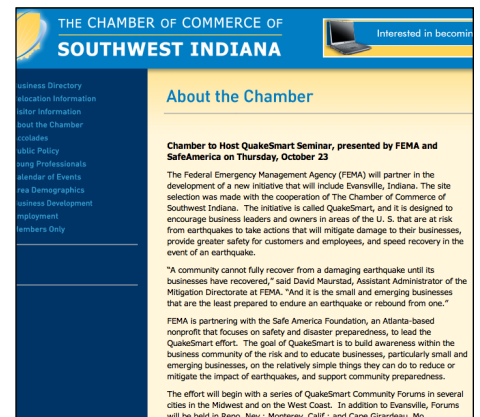 THE CHAMBER OF COMMERCE OF
SOUTHWEST INDIANA
Interested in
usiness Directory
elocation Information
isitor Information
bout the Chamber
ccolades
ublic Policy
oung Professionals
alendar of Events
rea Demographics
usiness Development
mployment
embers Only
About the Chamber
Chamber to Host QuakeSmart Seminar, presented by FEMA and
SafeAmerica on Thursday, October 23
The Federal Emergency Management Agency (FEMA) will partner in the
development of a new initiative that will include Evansville, Indiana. The site
selection was made with the cooperation of The Chamber of Commerce of
Southwest Indiana. The initiative is called QuakeSmart, and it is designed to
encourage business leaders and owners in areas of the U. S. that are at risk
from earthquakes to take actions that will mitigate damage to their businesses,
provide greater safety for customers and employees, and speed recovery in the
event of an earthquake.
"A community cannot fully recover from a damaging earthquake until its
businesses have recovered," said David Maurstad, Assistant Administrator of the
Mitigation Directorate at FEMA. "And it is the small and emerging businesses
that are the least prepared to endure an earthquake or rebound from one."
FEMA is partnering with the Safe America Foundation, an Atlanta-based
nonprofit that focuses on safety and disaster preparedness, to lead the
QuakeSmart effort. The goal of QuakeSmart is to build awareness within the
business community of the risk and to educate businesses, particularly small and
emerging businesses, on the relatively simple things they can do to reduce or
mitigate the impact of earthquakes, and support community preparedness.
The effort will begin with a series of QuakeSmart Community Forums in several
cities in the Midwest and on the West Coast. In addition to Evansville, Forums
will be held in Reno, Nev.; Monterey, Calif.; and Cape Girardeau, Mo.